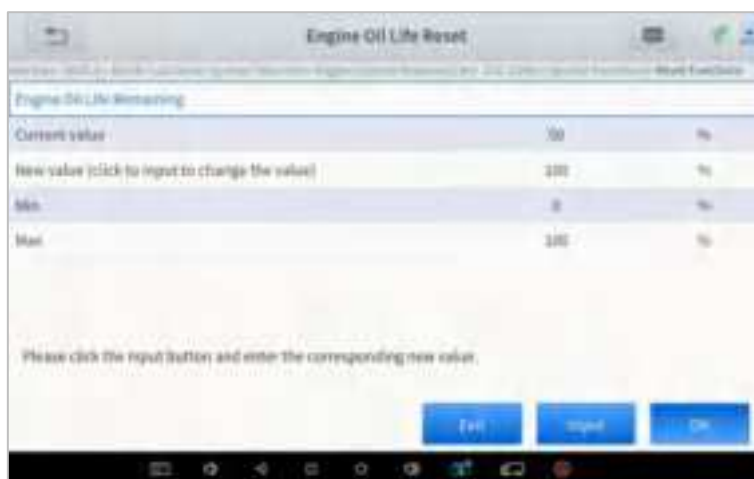 Engine Oil Life Reset
Reset Functions
Engine Oil Life Remaining
Current value 50 %
New value (click to input to change the value) 100 %
Min 0 %
Max 100 %
Please click the input button and enter the corresponding new value.
Exit Input OK